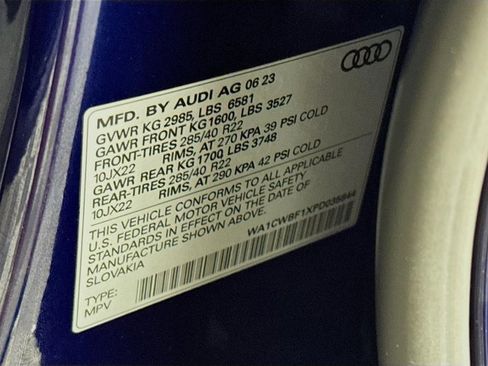 MFD. BY AUDI AG 06 23
GVWR KG 2985, LBS 6581
GAWR FRONT KG1600, LBS 3527
FRONT-TIRES 285/40 R22
10JX22 RIMS, AT 270 KPA 39 PSI COLD
GAWR REAR KG 1700, LBS 3748
REAR-TIRES 285/40 R22
10JX22 RIMS, AT 290 KPA 42 PSI COLD
THIS VEHICLE CONFORMS TO ALL APPLICABLE
U.S. FEDERAL MOTOR VEHICLE SAFETY
STANDARDS IN EFFECT ON THE DATE OF
MANUFACTURE SHOWN ABOVE.
SLOVAKIA
TYPE:
MPV